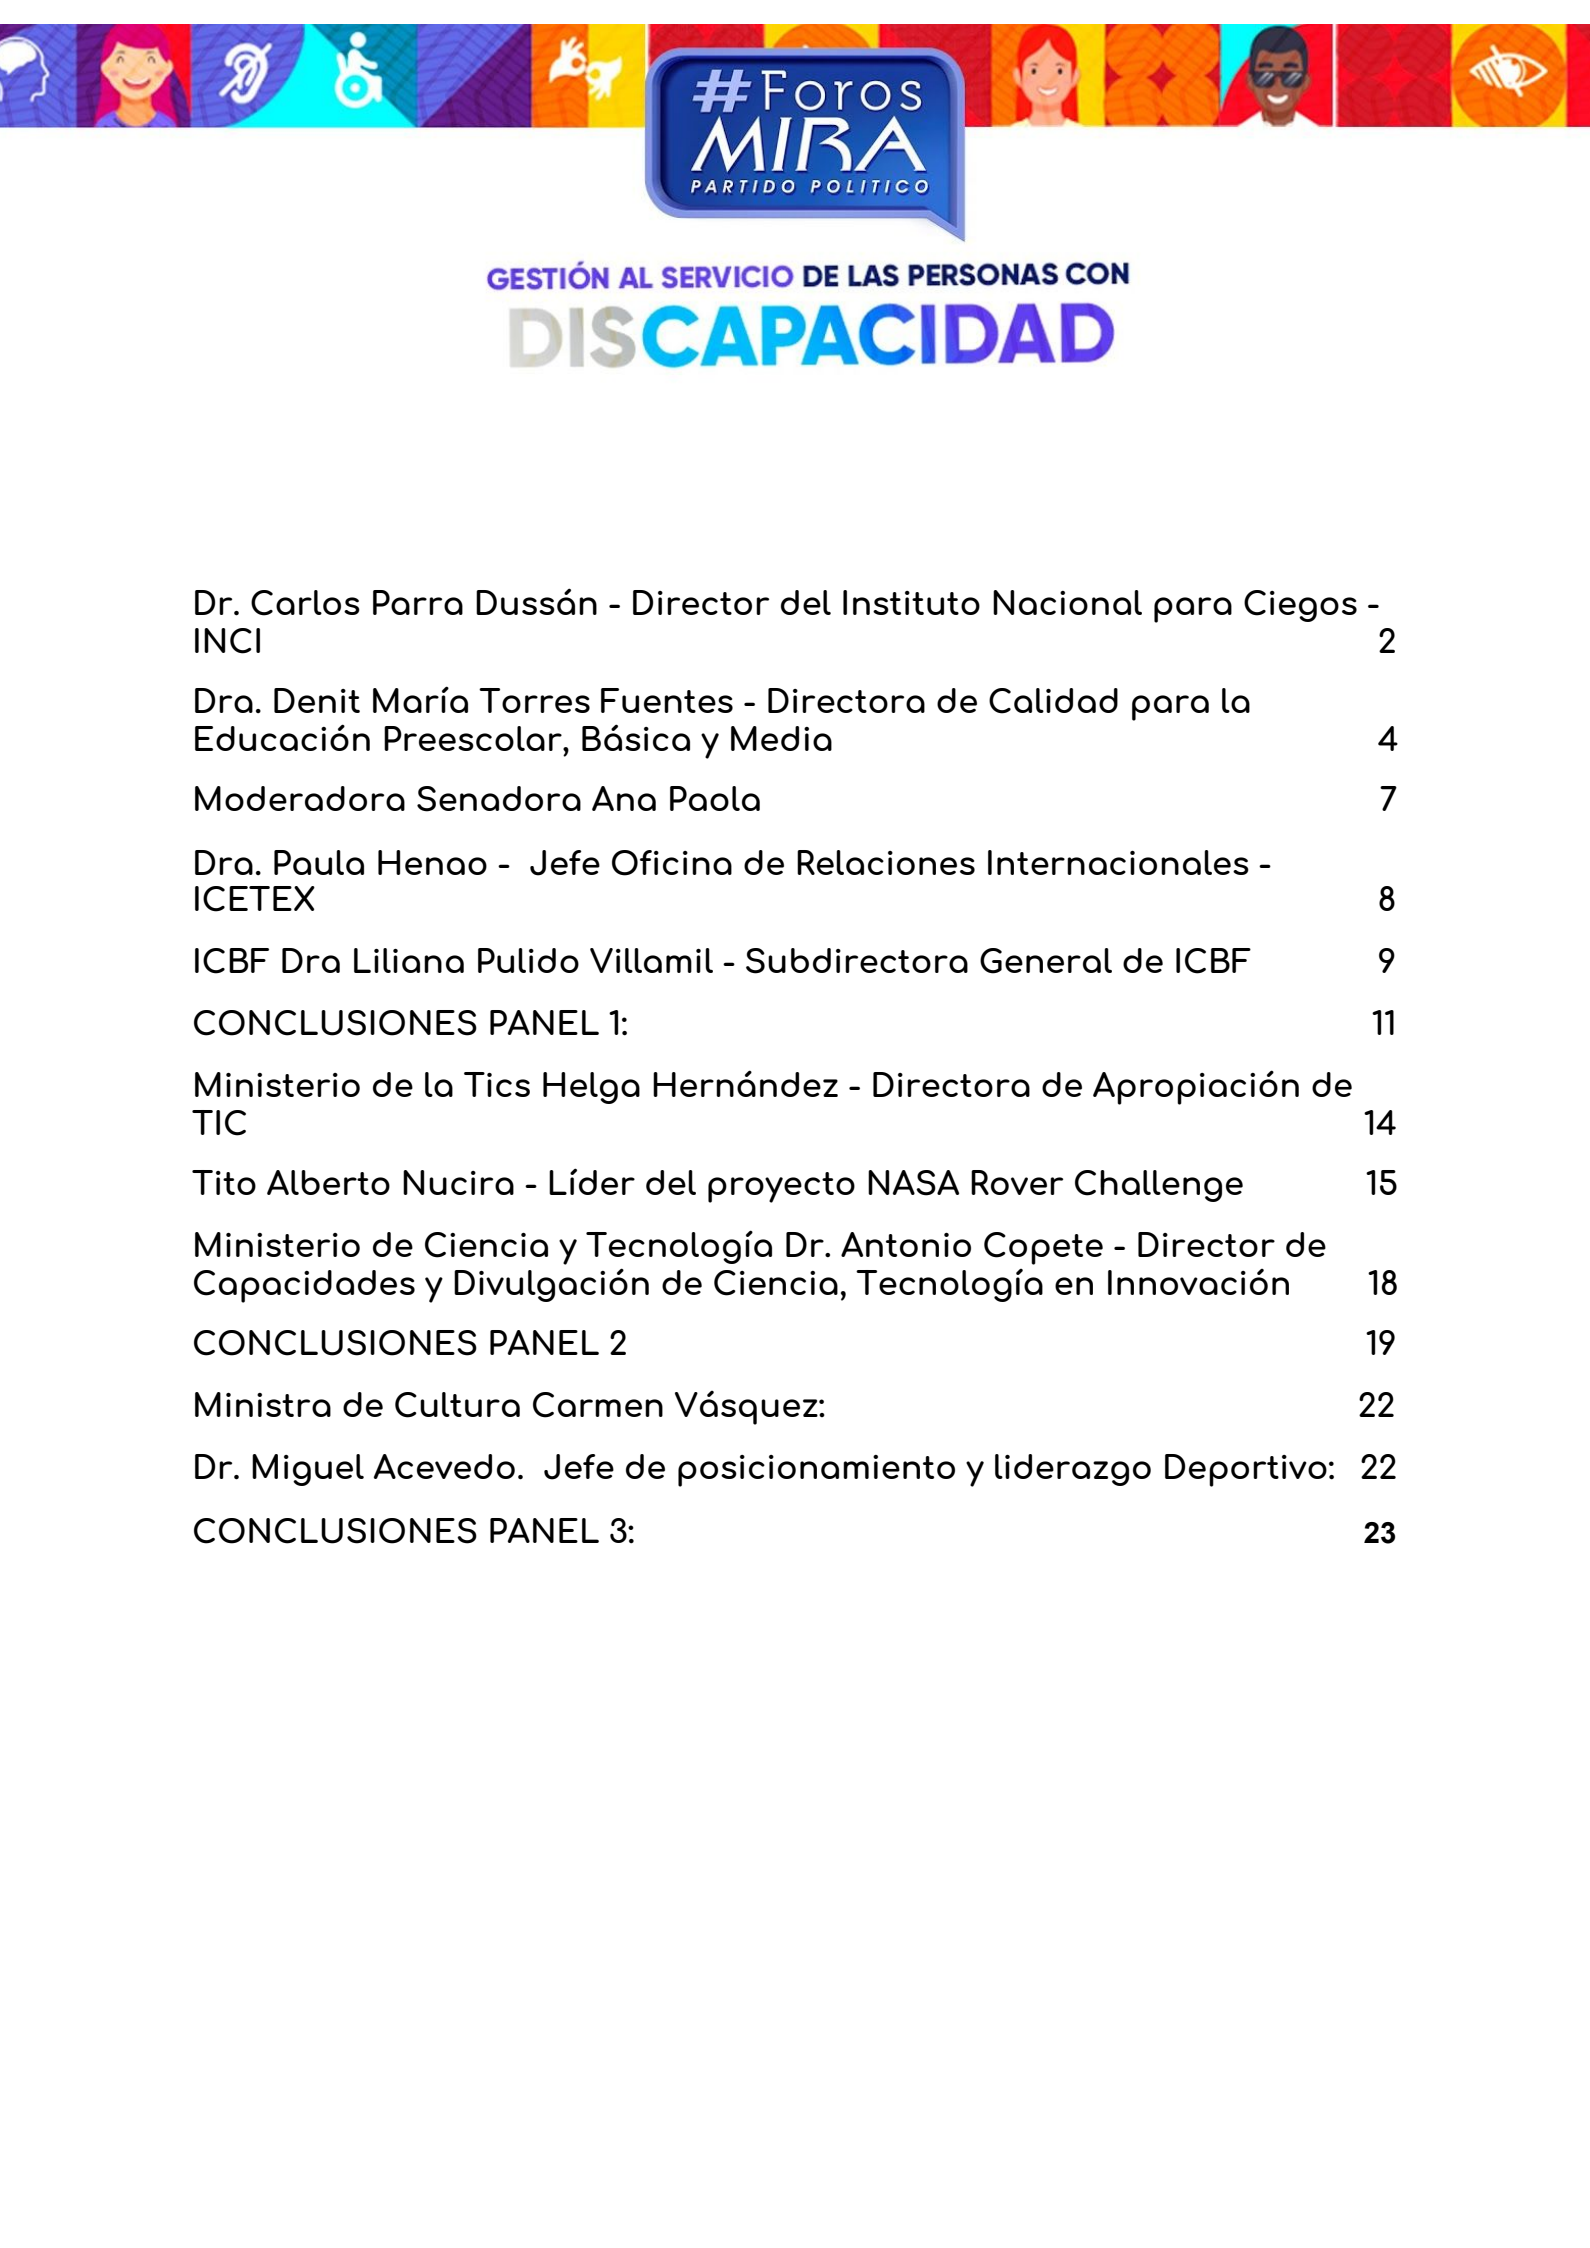 #Foros
MIRA
PARTIDO POLITICO
GESTIÓN AL SERVICIO DE LAS PERSONAS CON
DISCAPACIDAD
Dr. Carlos Parra Dussán - Director del Instituto Nacional para Ciegos -
INCI 2
Dra. Denit María Torres Fuentes - Directora de Calidad para la
Educación Preescolar, Básica y Media 4
Moderadora Senadora Ana Paola 7
Dra. Paula Henao - Jefe Oficina de Relaciones Internacionales -
ICETEX 8
ICBF Dra Liliana Pulido Villamil - Subdirectora General de ICBF 9
CONCLUSIONES PANEL 1: 11
Ministerio de la Tics Helga Hernández - Directora de Apropiación de
TIC 14
Tito Alberto Nucira - Líder del proyecto NASA Rover Challenge 15
Ministerio de Ciencia y Tecnología Dr. Antonio Copete - Director de
Capacidades y Divulgación de Ciencia, Tecnología en Innovación 18
CONCLUSIONES PANEL 2 19
Ministra de Cultura Carmen Vásquez: 22
Dr. Miguel Acevedo. Jefe de posicionamiento y liderazgo Deportivo: 22
CONCLUSIONES PANEL 3: 23